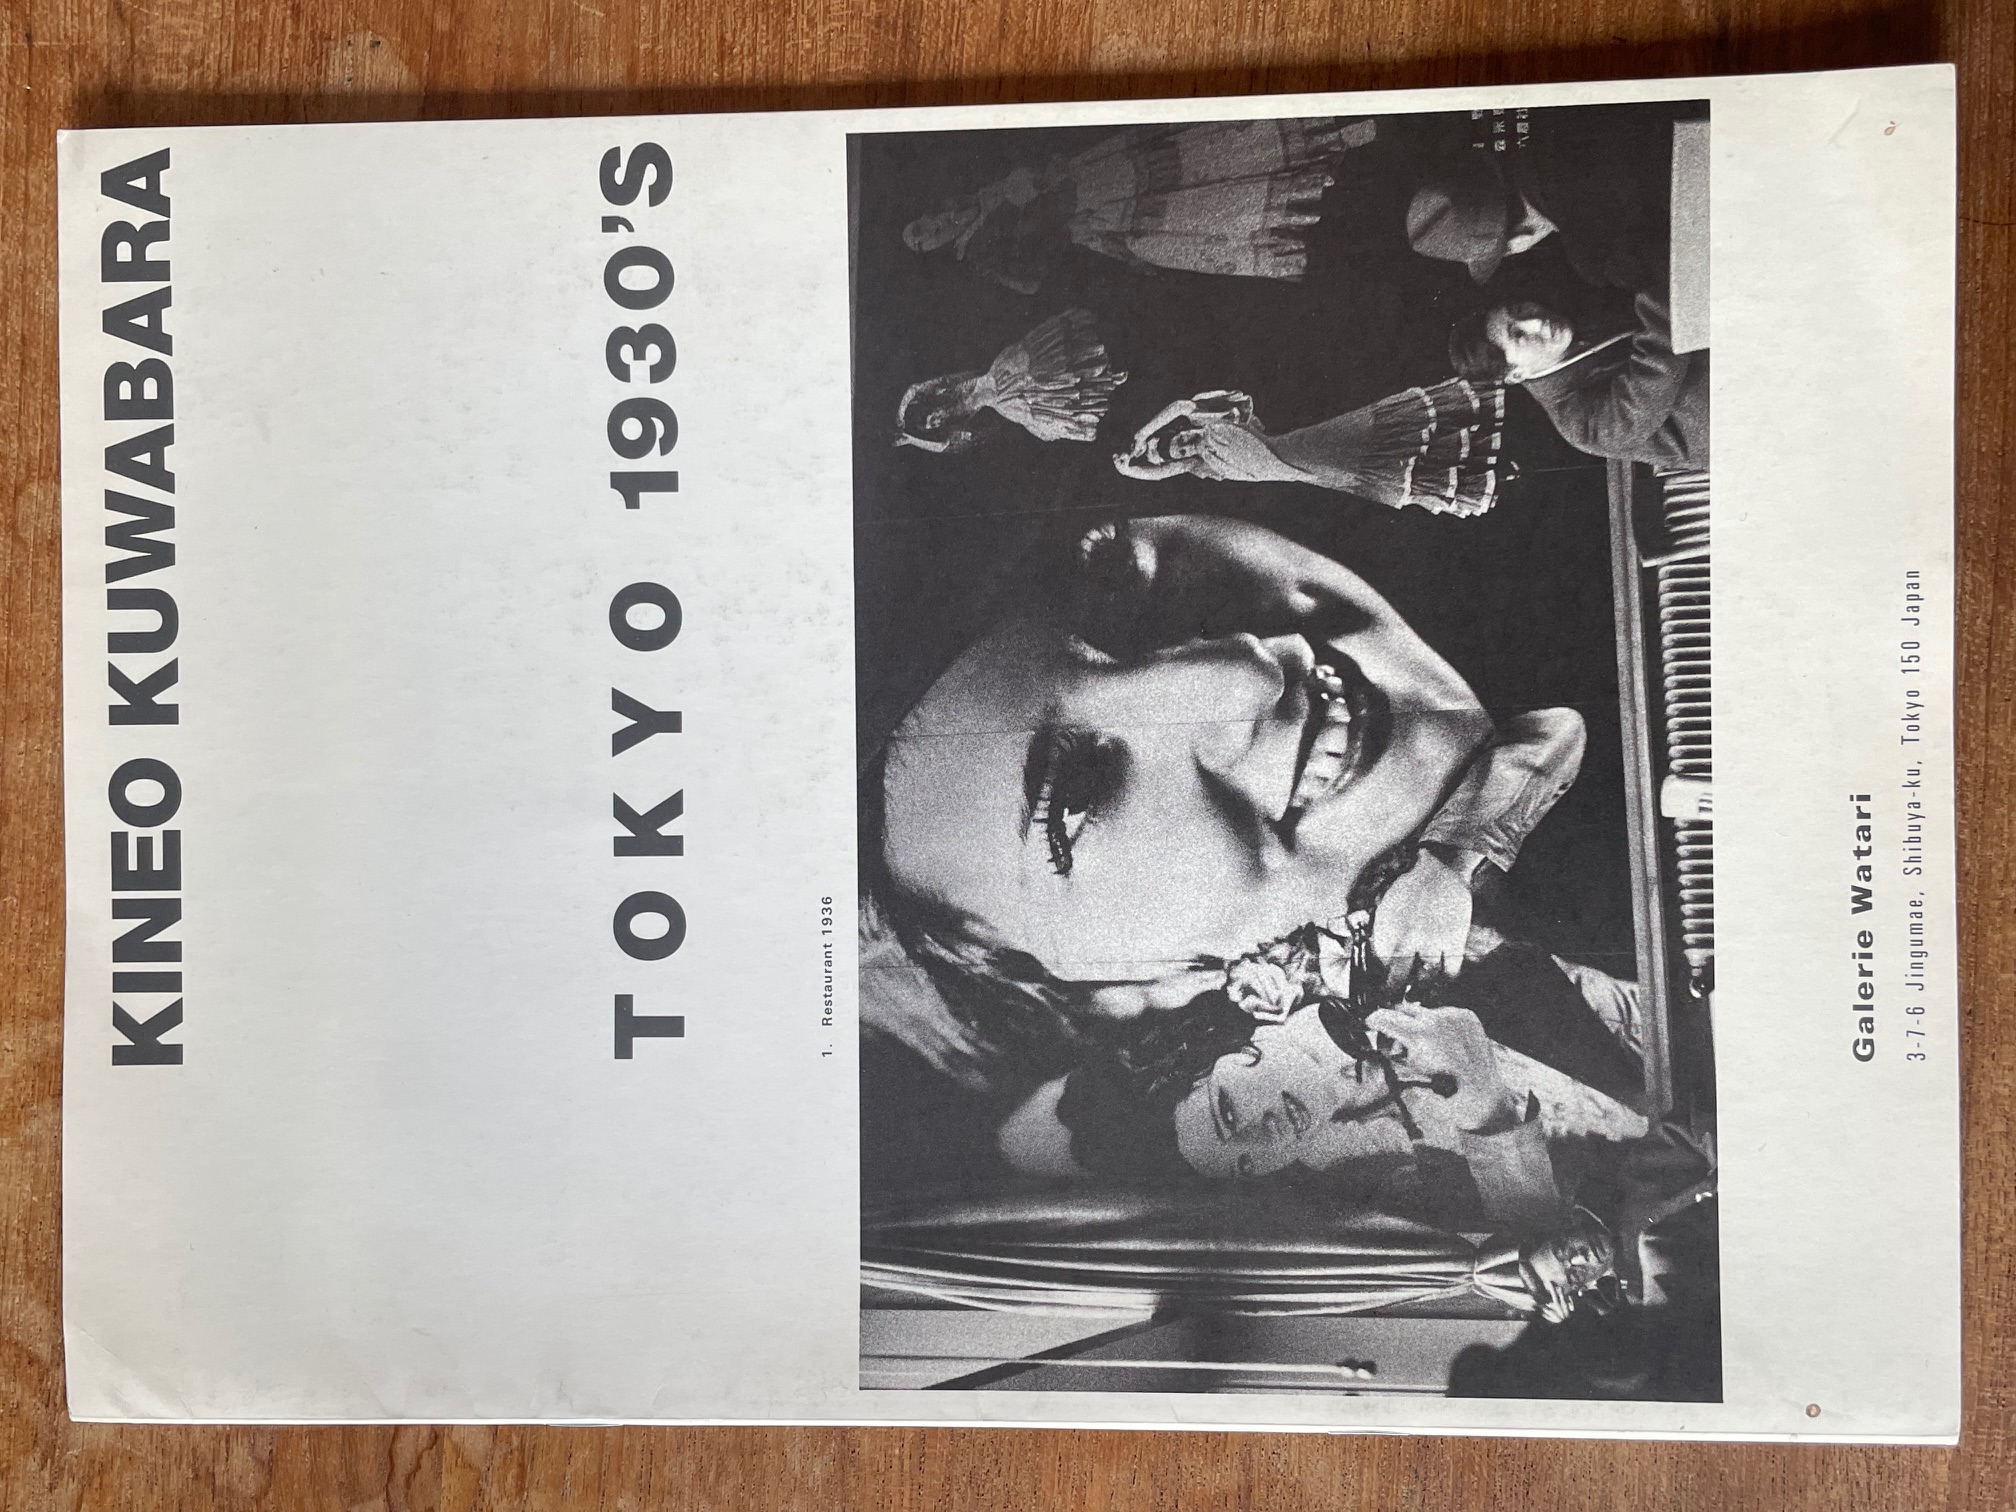 KINEO KUWABARA
TOKYO 1930'S
1. Restaurant 1936
Galerie Watari
3-7-6 Jingumae, Shibuya-ku, Tokyo 150 Japan